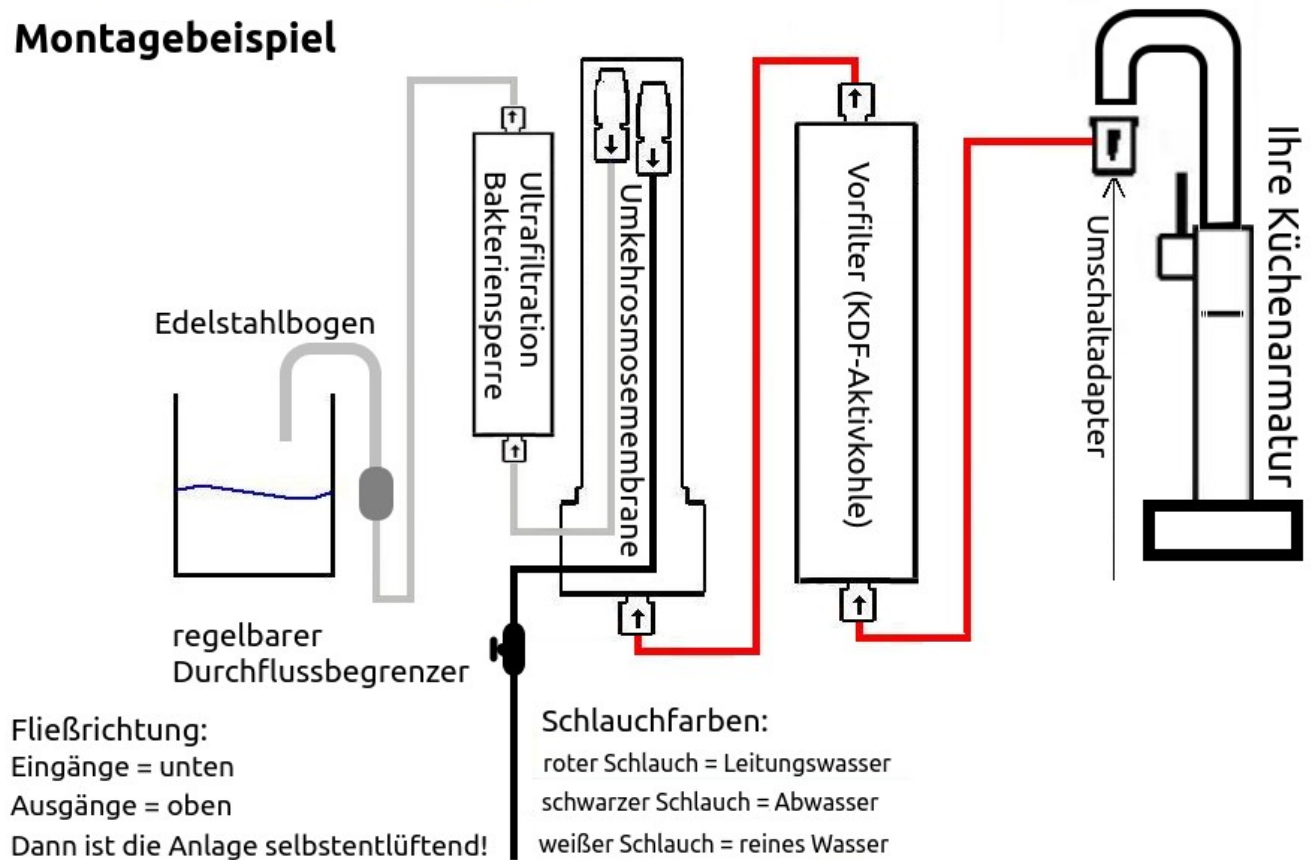 Montagebeispiel
Edelstahlbogen
Ultrafiltration
Bakteriensperre
Umkehrosmosemembrane
Vorfilter (KDF-Aktivkohle)
Umschaltadapter
Ihre Küchenarmatur
regelbarer
Durchflussbegrenzer
Fließrichtung:
Eingänge = unten
Ausgänge = oben
Dann ist die Anlage selbstentlüftend!
Schlauchfarben:
roter Schlauch = Leitungswasser
schwarzer Schlauch = Abwasser
weißer Schlauch = reines Wasser